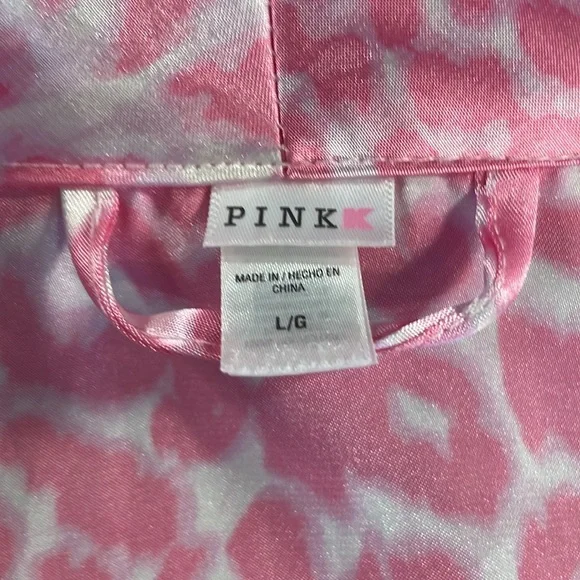 PINK K
MADE IN / HECHO EN
CHINA
L/G